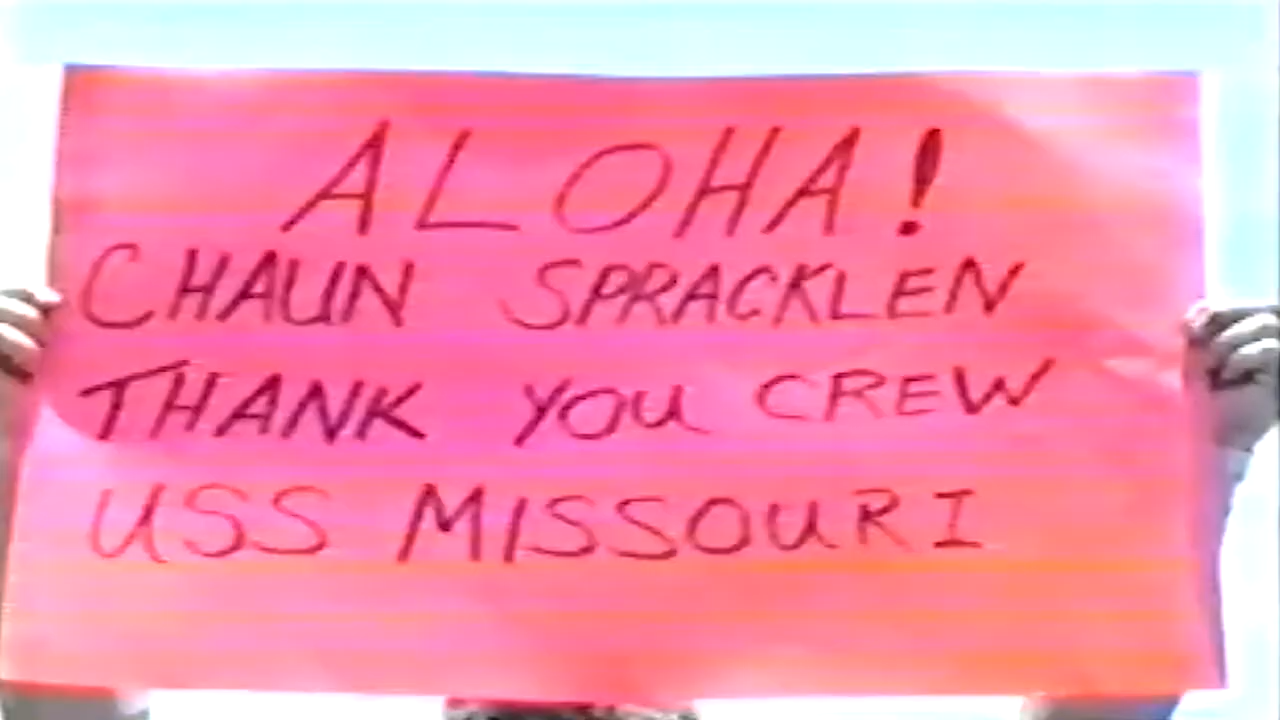 ALOHA!
CHAUN SPRACKLEN
THANK YOU CREW
USS MISSOURI